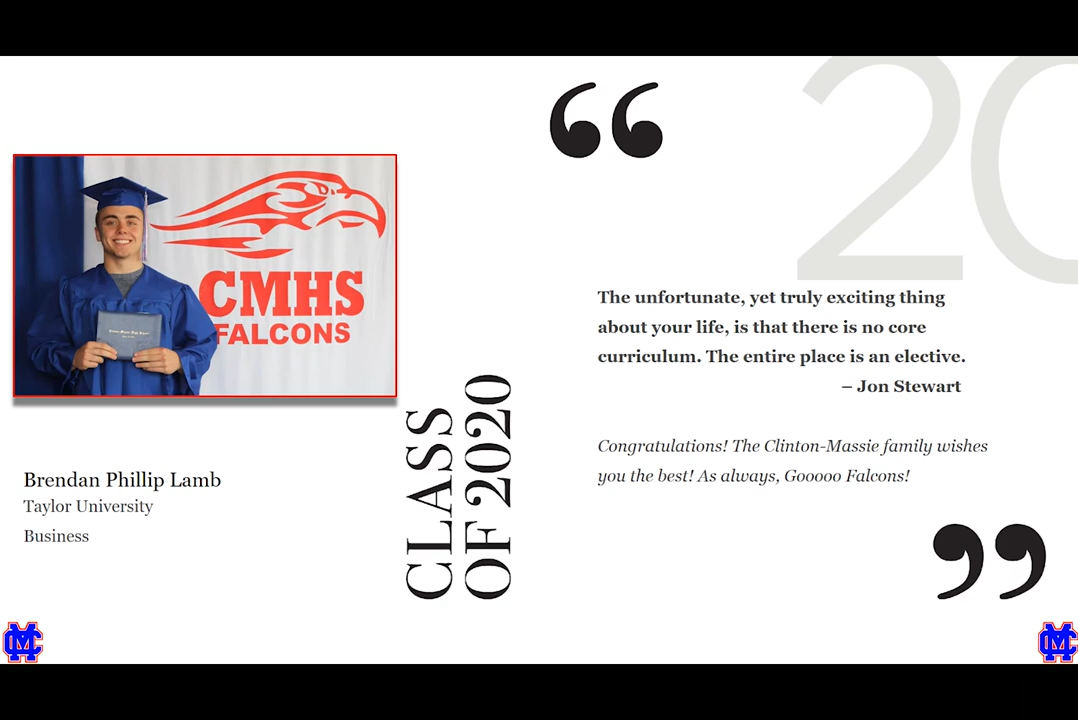 CMHS
FALCONS
Brendan Phillip Lamb
Taylor University
Business
CLASS
OF 2020
20
“
The unfortunate, yet truly exciting thing
about your life, is that there is no core
curriculum. The entire place is an elective.
– Jon Stewart
Congratulations! The Clinton-Massie family wishes
you the best! As always, Gooooo Falcons!
”